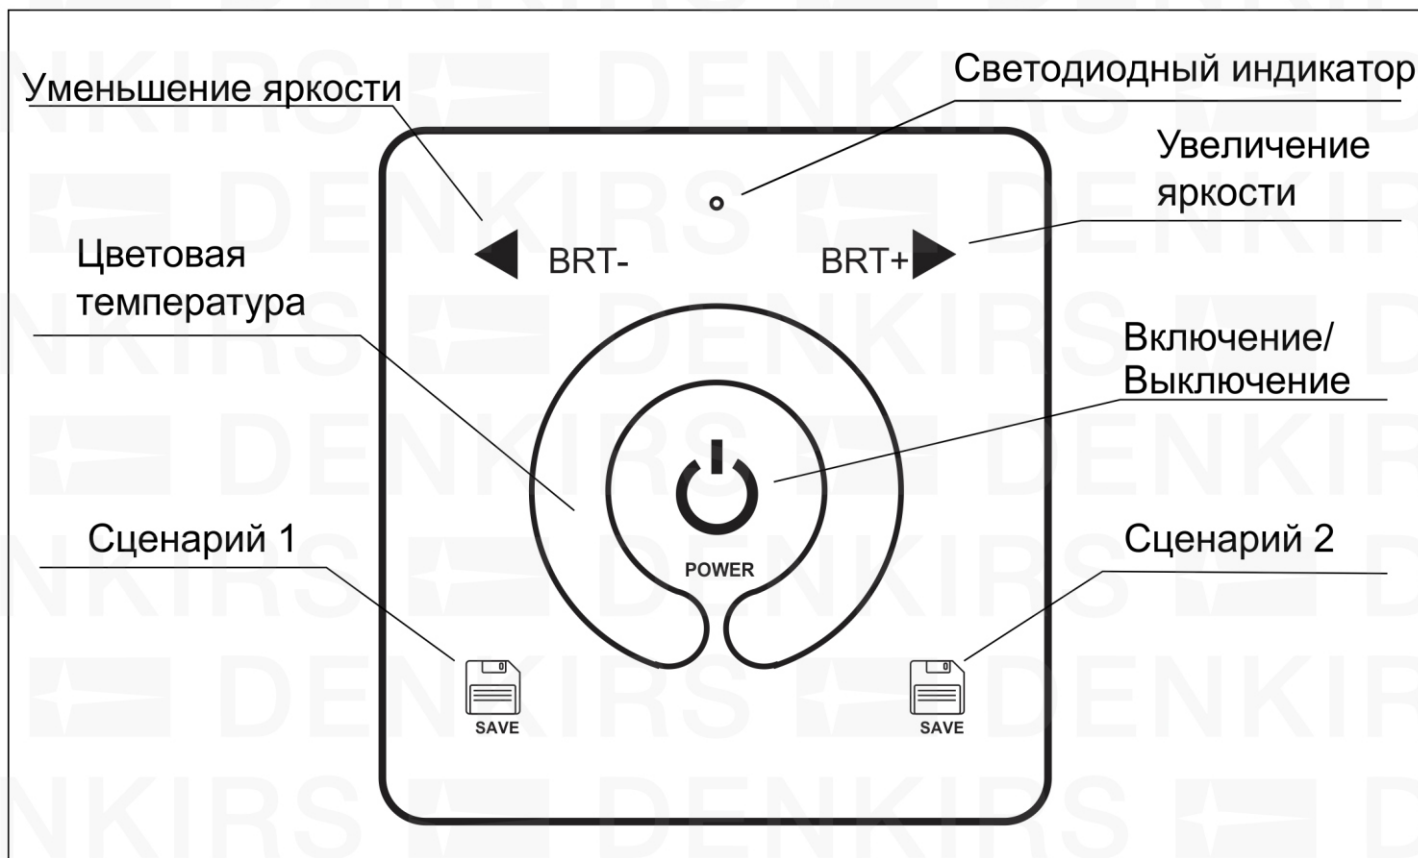 Уменьшение яркости
Светодиодный индикатор
Увеличение
яркости
BRT-
BRT+
Цветовая
температура
Включение/
Выключение
POWER
Сценарий 1
Сценарий 2
SAVE
SAVE
DENKIRS